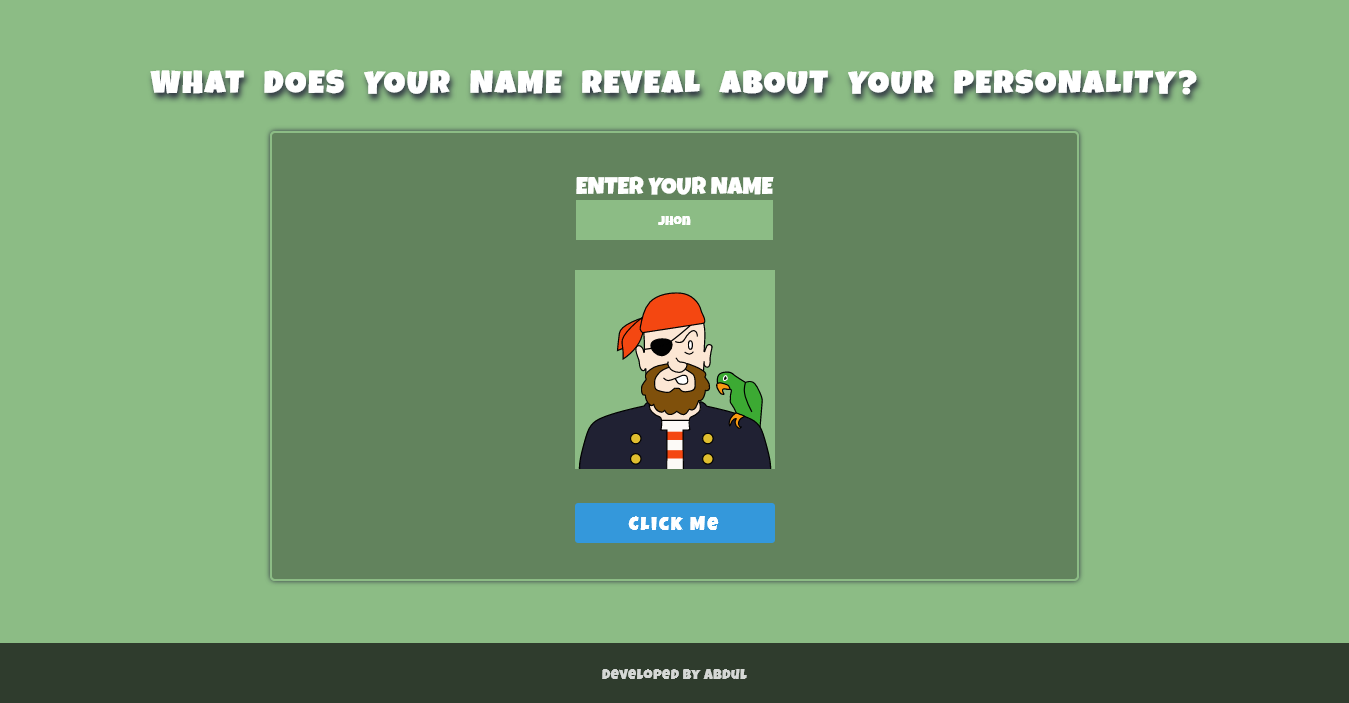 WHAT DOES YOUR NAME REVEAL ABOUT YOUR PERSONALITY?
ENTER YOUR NAME
Jhon
Click Me
Developed By Abdul